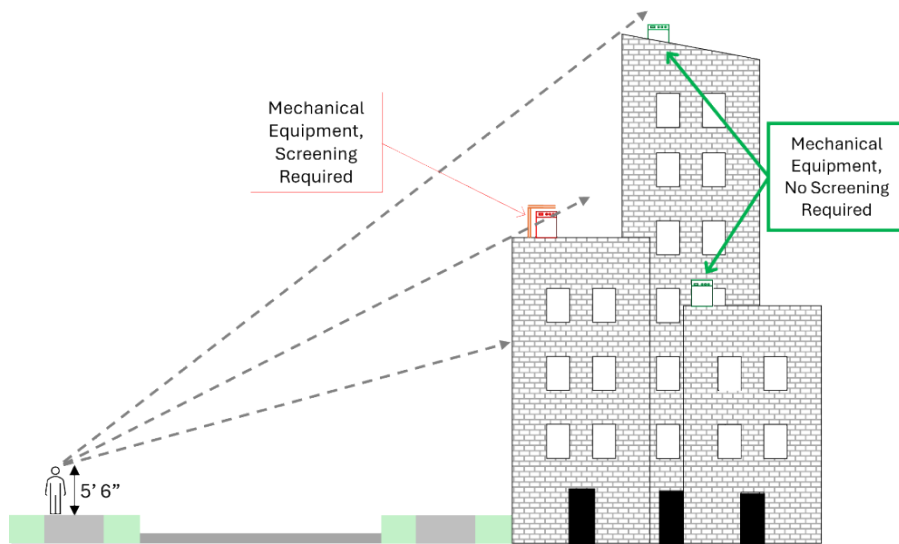 Mechanical
Equipment,
Screening
Required
Mechanical
Equipment,
No Screening
Required
5’ 6”